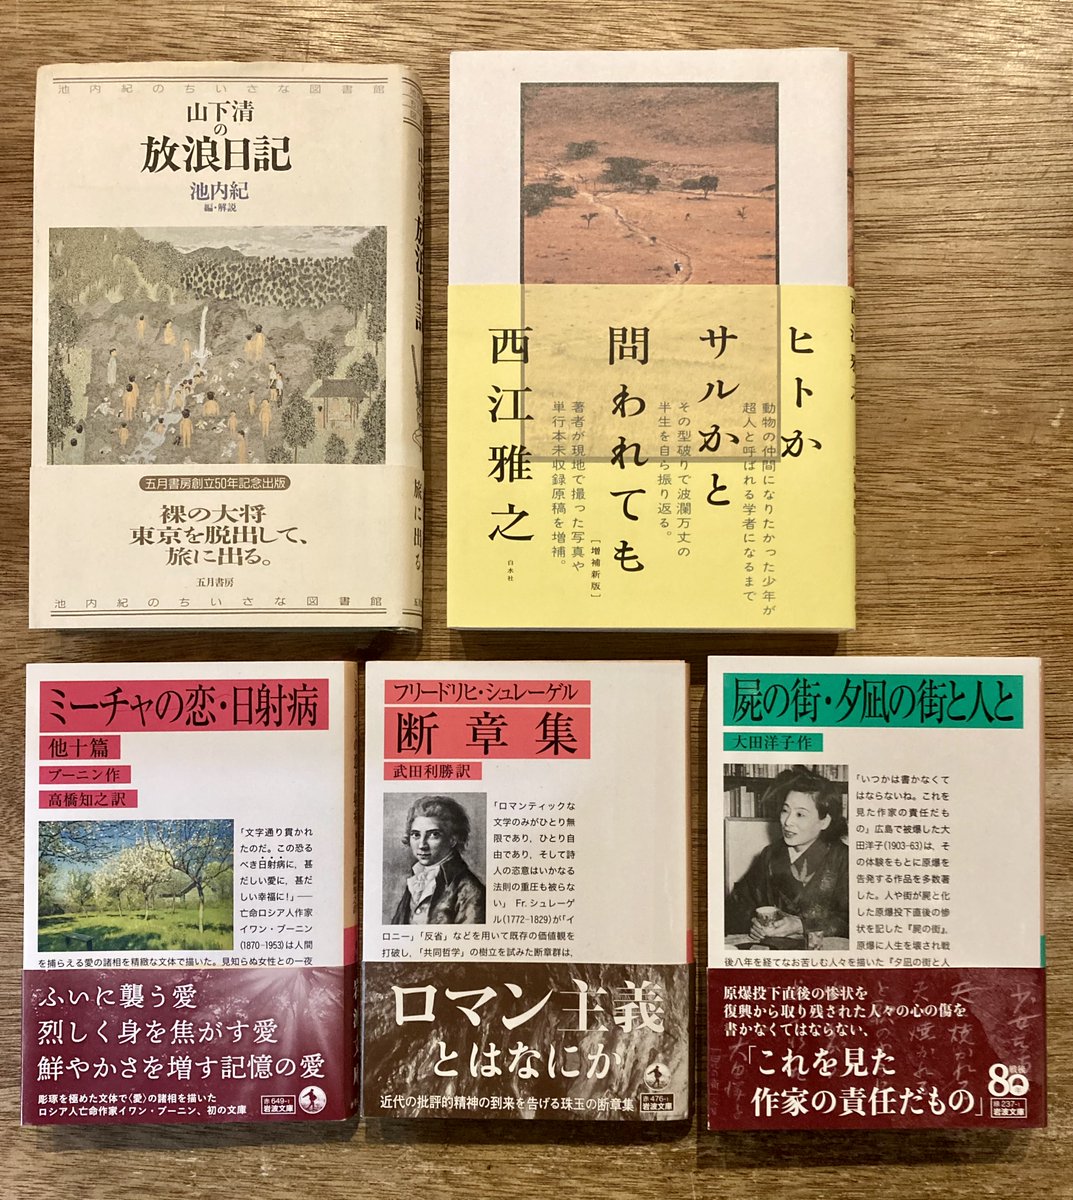 池内紀のちいさな図書館
山下清の
放浪日記
池内紀
編・解説
五月書房創立50年記念出版
裸の大将
東京を脱出して、
旅に出る。
五月書房
池内紀のちいさな図書館
旅に出る
ヒトか
サルかと
問われても
西江雅之
動物の仲間になりたかった少年が
超人と呼ばれる学者になるまで
その型破りで波瀾万丈の
半生を自ら振り返る。
著者が現地で撮った写真や
単行本未収録原稿を増補。
［増補新版］
白水社
ミーチャの恋・日射病
他十篇
ブーニン作
高橋知之訳
「文字通り貫かれ
たのだ。この恐る
べき日射病に、甚
だしい愛に、甚だ
しい幸福に！」――
亡命ロシア人作家
イワン・ブーニン
(1870-1953)は人間
を捕らえる愛の諸相を精緻な文体で描いた。見知らぬ女性との一夜
ふいに襲う愛
烈しく身を焦がす愛
鮮やかさを増す記憶の愛
彫琢を極めた文体で〈愛〉の諸相を描いた
ロシア人亡命作家イワン・ブーニン、初の文庫
赤649-1
岩波文庫
フリードリヒ・シュレーゲル
断章集
武田利勝訳
「ロマンティックな
文学のみがひとり無
限であり、ひとり自
由であり、そして詩
人の恣意はいかなる
法則の重圧も被らな
い」 Fr.シュレーゲ
ル(1772-1829)が「イ
ロニー」「反省」などを用いて既存の価値観を
打破し、「共同哲学」の樹立を試みた断章群は、
ロマン主義
とはなにか
近代の批評的精神の到来を告げる珠玉の断章集
赤476-1
岩波文庫
屍の街・夕凪の街と人と
大田洋子作
「いつかは書かなくて
はならないね。これを
見た作家の責任だも
の」広島で被爆した大
田洋子(1903-63)は、そ
の体験をもとに原爆を
告発する作品を多数著
した。人や街が屍と化
した原爆投下直後の惨
状を記した『屍の街』。
原爆に人生を壊され戦
後八年を経てなお苦しむ人々を描いた『夕凪の街と人
原爆投下直後の惨状を
復興から取り残された人々の心の傷を
書かなくてはならない、
「これを見た
作家の責任だもの」
戦後
80
緑237-1
岩波文庫